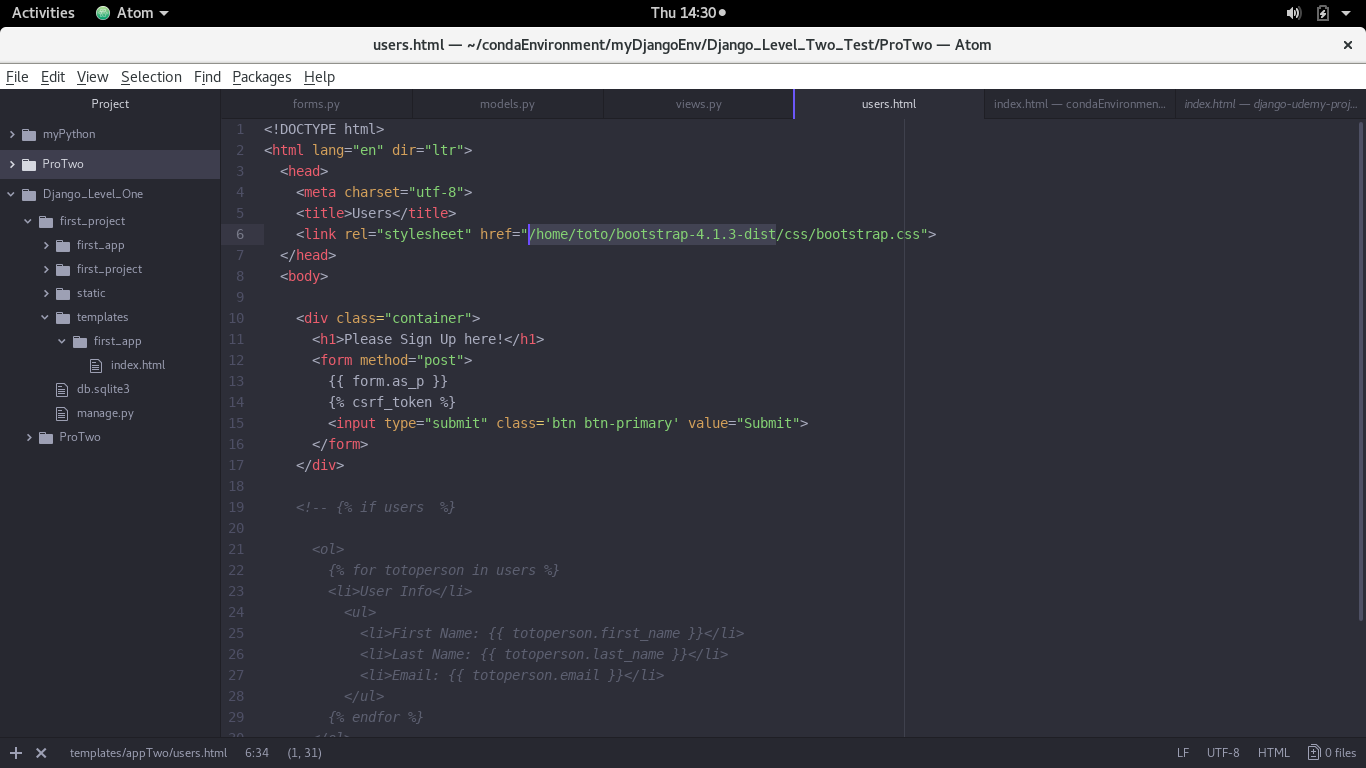 Activities Atom Thu 14:30
users.html — ~/condaEnvironment/myDjangoEnv/Django_Level_Two_Test/ProTwo — Atom ×
File Edit View Selection Find Packages Help
Project
myPython
ProTwo
Django_Level_One
first_project
first_app
first_project
static
templates
first_app
index.html
db.sqlite3
manage.py
ProTwo
forms.py models.py views.py users.html index.html — condaEnvironmen... index.html — django-udemy-proj...
1 <!DOCTYPE html>
2 <html lang="en" dir="ltr">
3 <head>
4 <meta charset="utf-8">
5 <title>Users</title>
6 <link rel="stylesheet" href="/home/toto/bootstrap-4.1.3-dist/css/bootstrap.css">
7 </head>
8 <body>
9
10 <div class="container">
11 <h1>Please Sign Up here!</h1>
12 <form method="post">
13 {{ form.as_p }}
14 {% csrf_token %}
15 <input type="submit" class='btn btn-primary' value="Submit">
16 </form>
17 </div>
18
19 <!-- {% if users  %}
20
21 <ol>
22 {% for totoperson in users %}
23 <li>User Info</li>
24 <ul>
25 <li>First Name: {{ totoperson.first_name }}</li>
26 <li>Last Name: {{ totoperson.last_name }}</li>
27 <li>Email: {{ totoperson.email }}</li>
28 </ul>
29 {% endfor %}
templates/appTwo/users.html 6:34 (1, 31) LF UTF-8 HTML 0 files